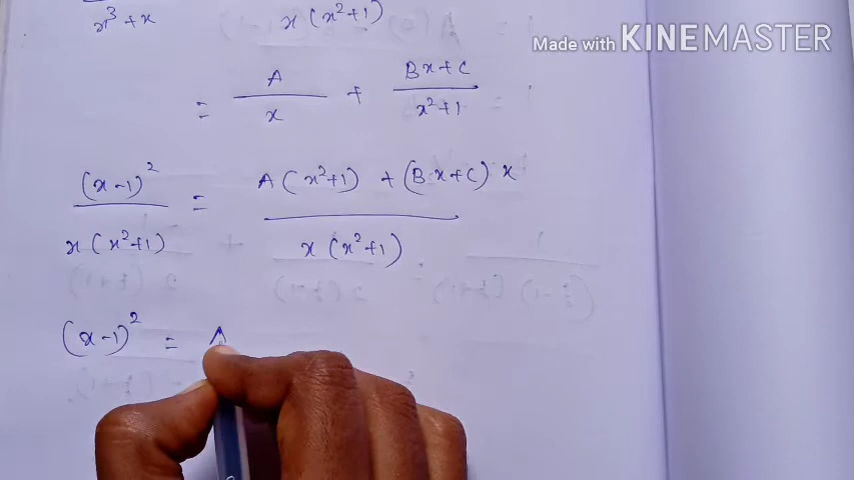 x³+x x(x²+1)
Made with KINEMASTER
= A/x + Bx+C/x²+1
(x-1)²/x(x²+1) = A(x²+1) + (Bx+C)x/x(x²+1)
(x-1)² = A